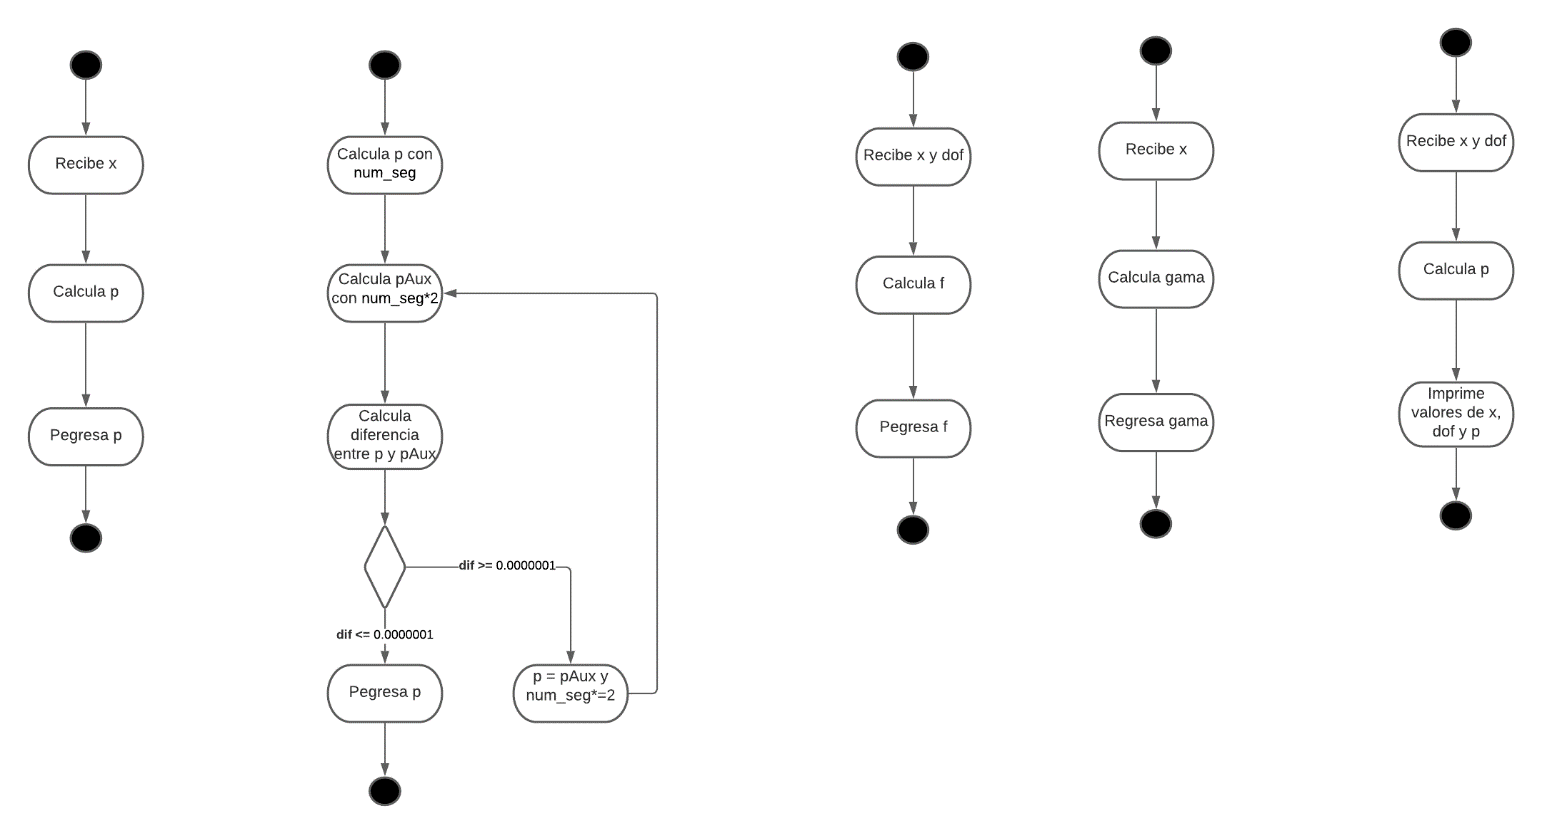 Recibe x
Calcula p
Pegresa p
Calcula p con
num_seg
Calcula pAux
con num_seg*2
Calcula
diferencia
entre p y pAux
dif >= 0.0000001
dif <= 0.0000001
Pegresa p
p = pAux y
num_seg*=2
Recibe x y dof
Calcula f
Pegresa f
Recibe x
Calcula gama
Regresa gama
Recibe x y dof
Calcula p
Imprime
valores de x,
dof y p